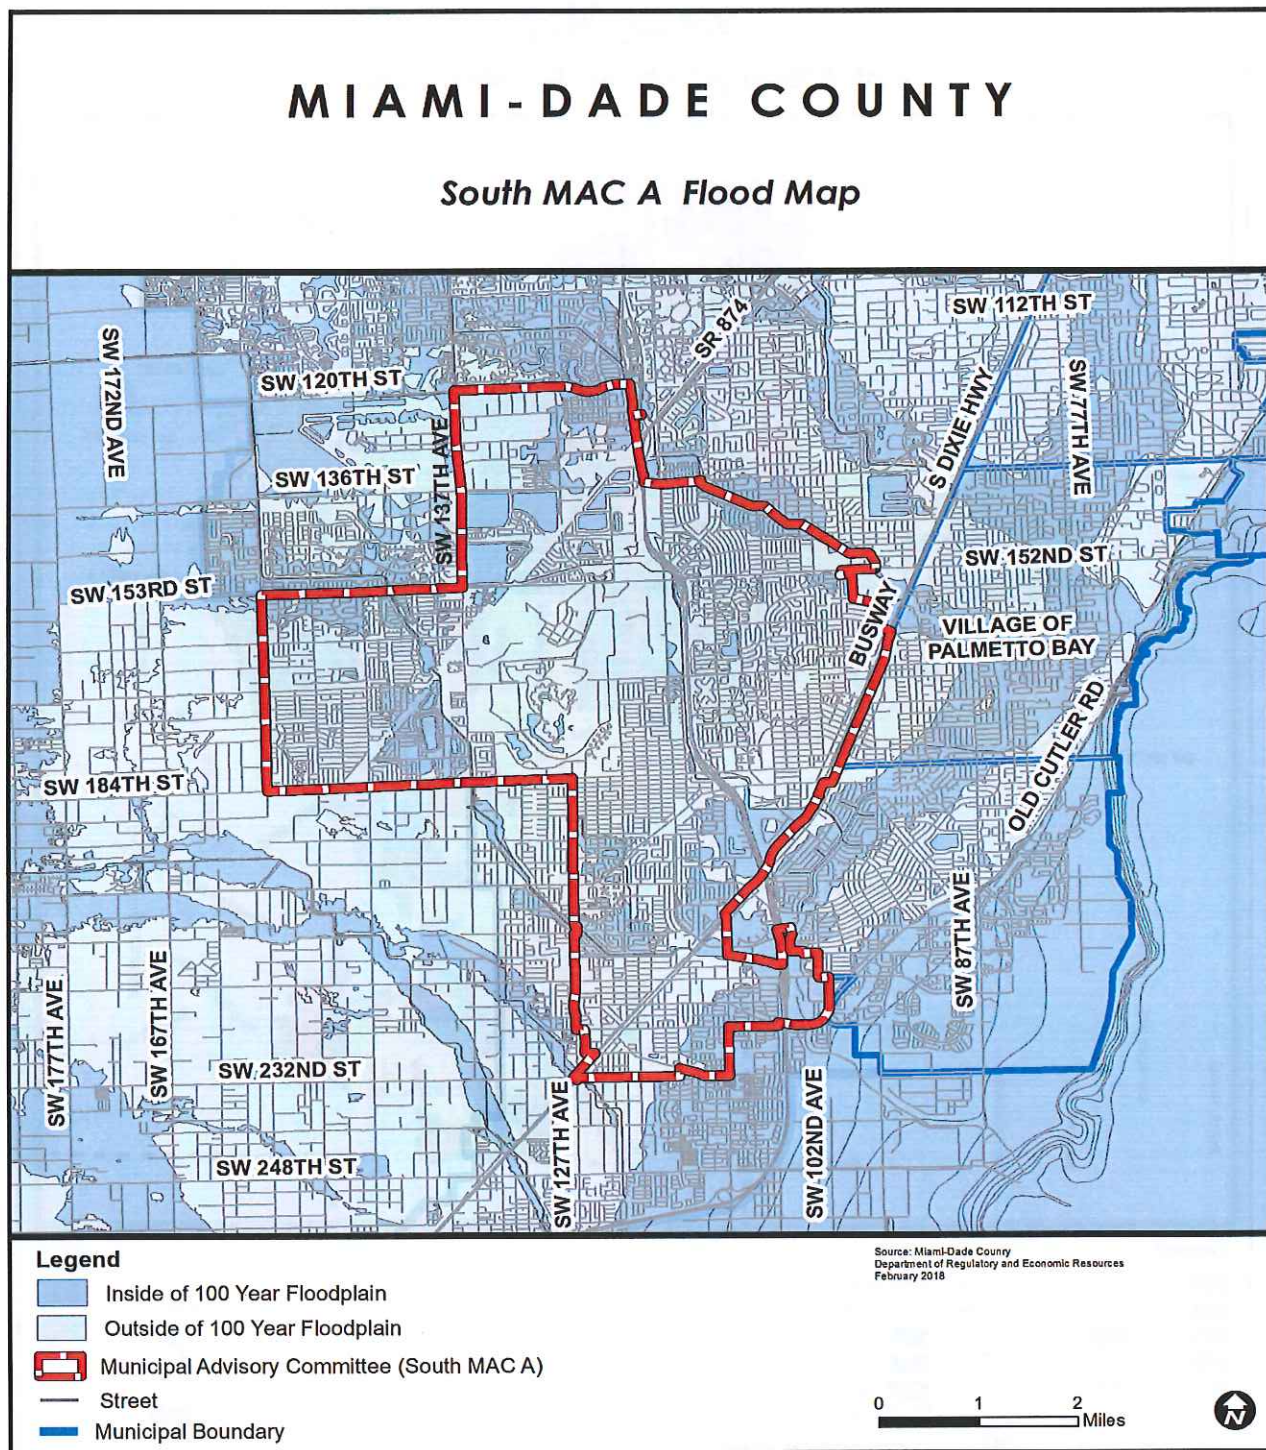 MIAMI-DADE COUNTY
South MAC A Flood Map
SW 112TH ST
SR 874
SW 172ND AVE
SW 120TH ST
S DIXIE HWY
SW 77TH AVE
SW 137TH AVE
SW 136TH ST
SW 152ND ST
SW 153RD ST
BUSWAY
VILLAGE OF
PALMETTO BAY
OLD CUTLER RD
SW 184TH ST
SW 87TH AVE
SW 177TH AVE
SW 167TH AVE
SW 232ND ST
SW 127TH AVE
SW 102ND AVE
SW 248TH ST
Legend
Inside of 100 Year Floodplain
Outside of 100 Year Floodplain
Municipal Advisory Committee (South MAC A)
Street
Municipal Boundary
Source: Miami-Dade Counry
Department of Regulatory and Economic Resources
February 2018
0 1 2
Miles
N